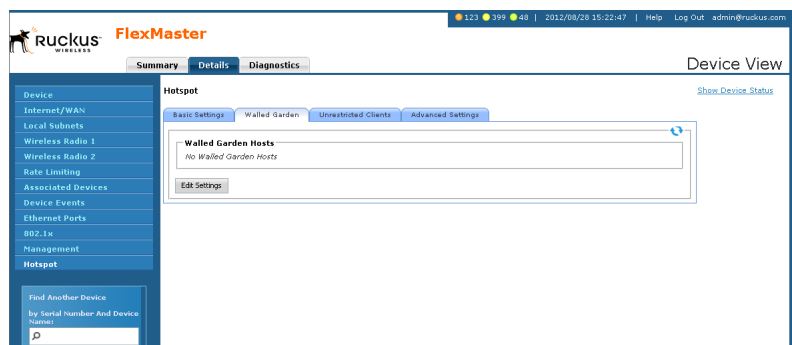 123 399 48 | 2012/08/28 15:22:47 | Help Log Out admin@ruckus.com
RUCKUS WIRELESS FlexMaster
Summary Details Diagnostics Device View
Device
Internet/WAN
Local Subnets
Wireless Radio 1
Wireless Radio 2
Rate Limiting
Associated Devices
Device Events
Ethernet Ports
802.1x
Management
Hotspot
Find Another Device
by Serial Number And Device
Name:
Hotspot Show Device Status
Basic Settings Walled Garden Unrestricted Clients Advanced Settings
Walled Garden Hosts
No Walled Garden Hosts
Edit Settings